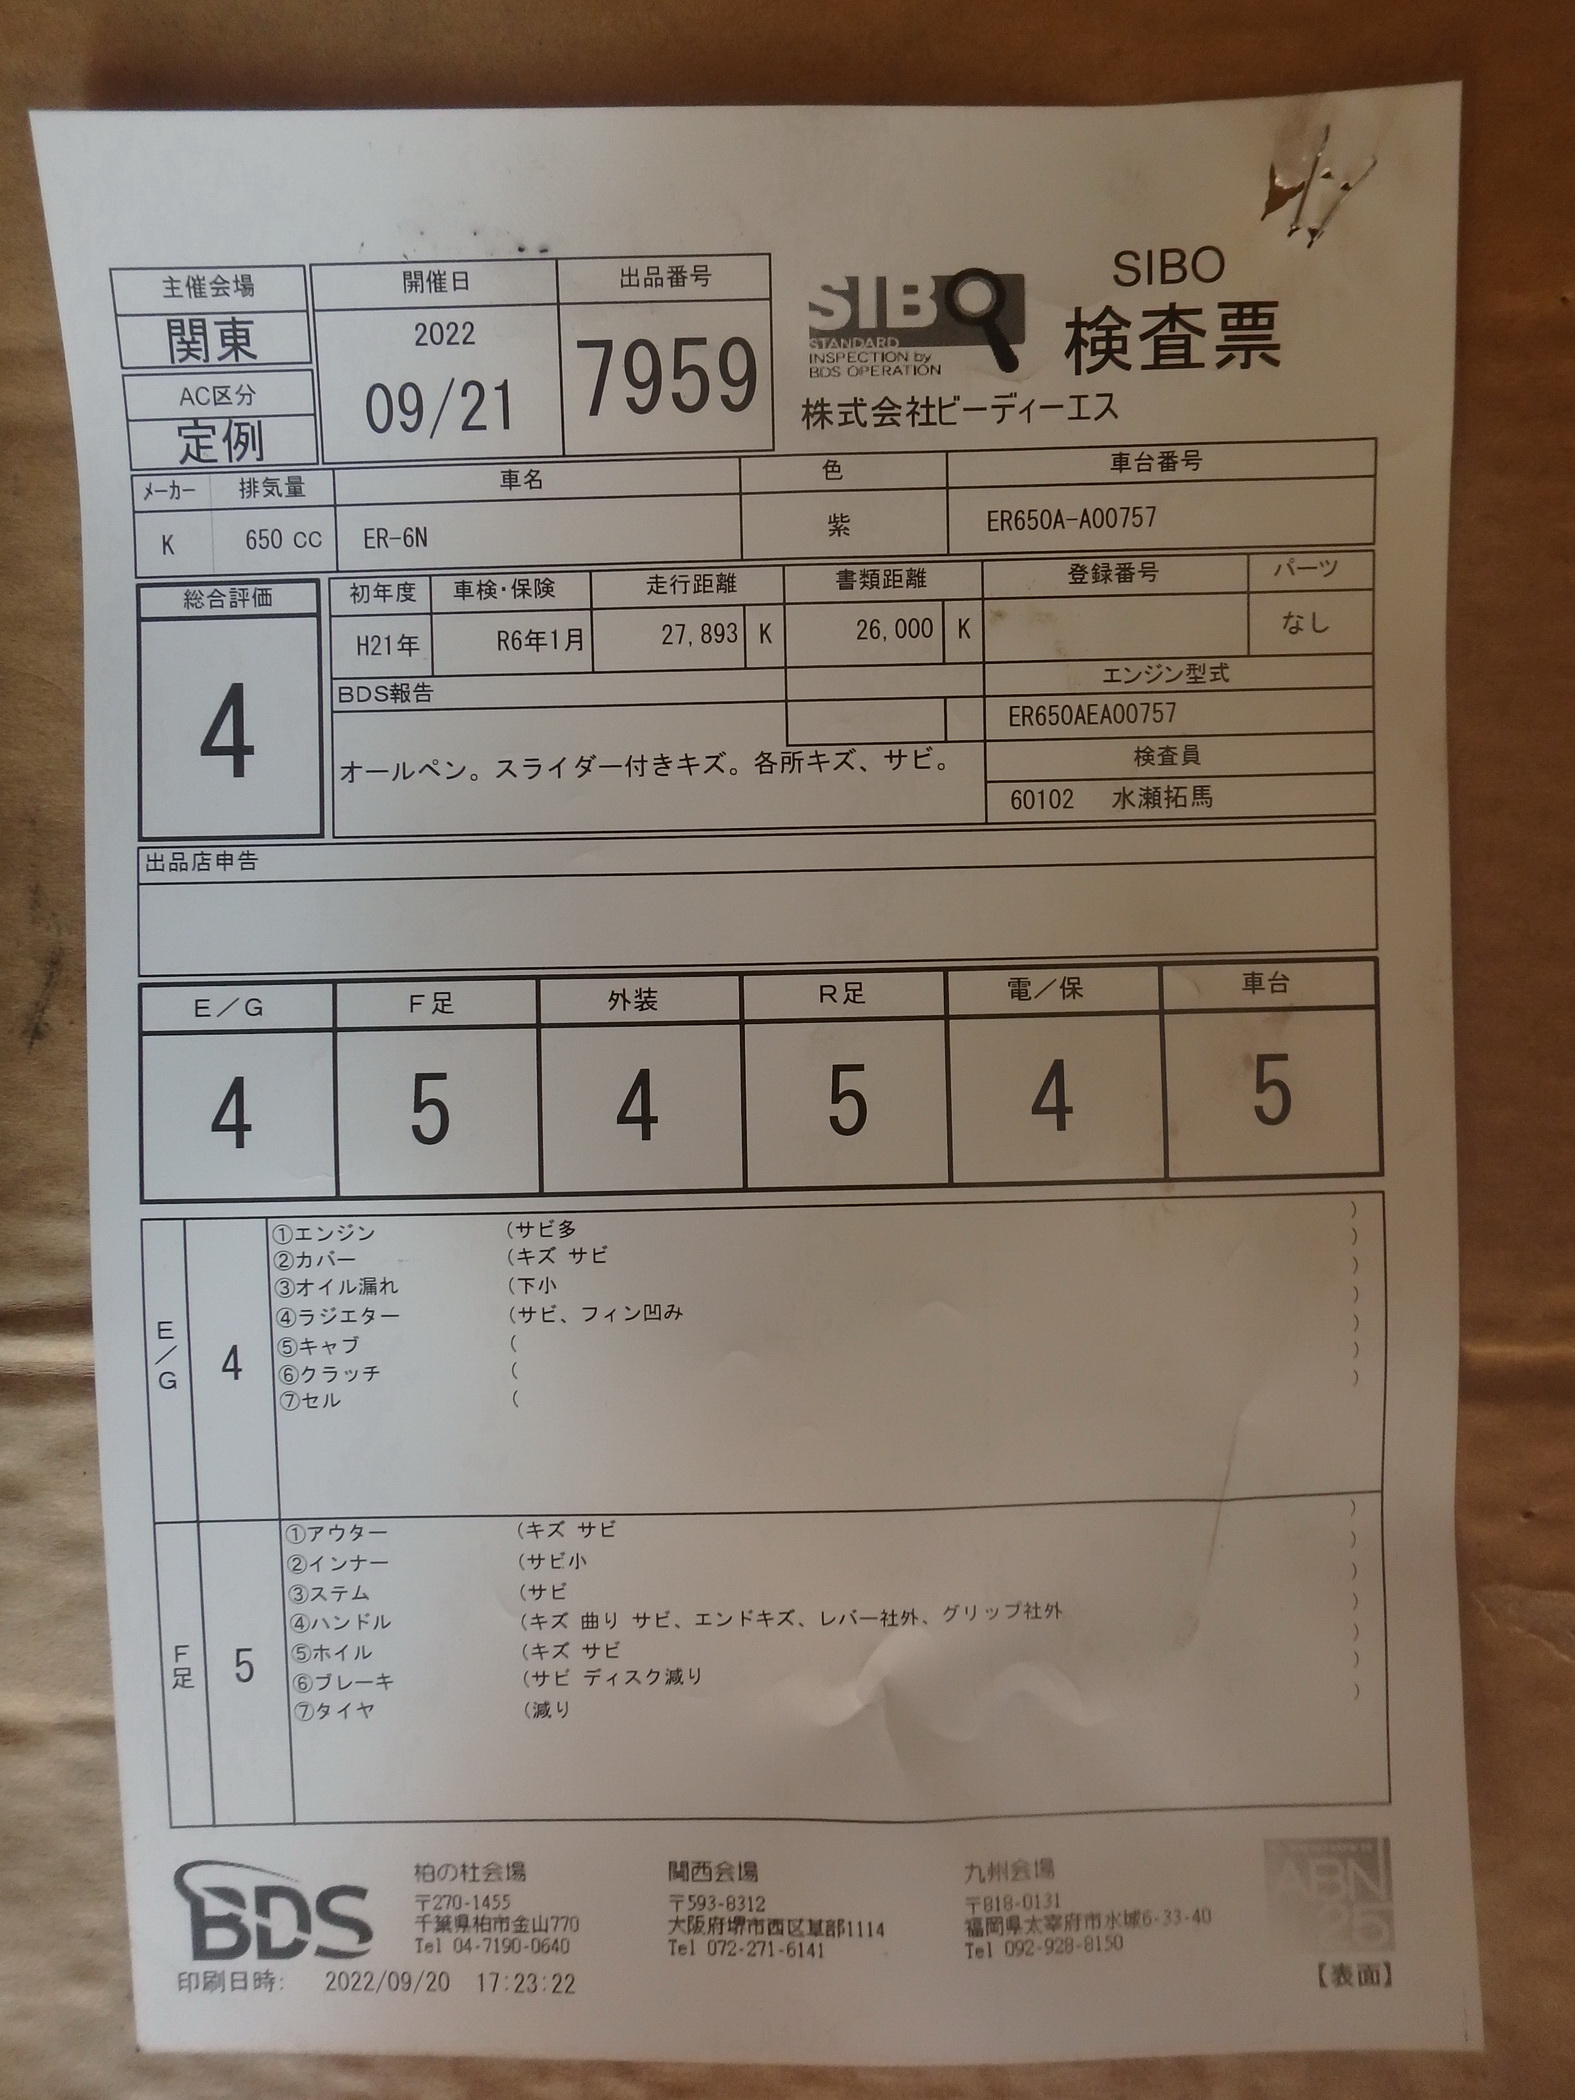 主催会場
関東
AC区分
定例
開催日
2022
09/21
出品番号
7959
SIBO
STANDARD
INSPECTION by
BDS OPERATION
SIBO
検査票
株式会社ビーディーエス
メーカー 排気量 車名 色 車台番号
K 650 cc ER-6N 紫 ER650A-A00757
総合評価
4
初年度 車検・保険 走行距離 書類距離 登録番号 パーツ
H21年 R6年1月 27,893 K 26,000 K なし
BDS報告
オールペン。スライダー付きキズ。各所キズ、サビ。
エンジン型式
ER650AEA00757
検査員
60102 水瀬拓馬
出品店申告
E/G F足 外装 R足 電/保 車台
4 5 4 5 4 5
E/G
4
①エンジン (サビ多 )
②カバー (キズ サビ )
③オイル漏れ (下小 )
④ラジエター (サビ、フィン凹み )
⑤キャブ ( )
⑥クラッチ ( )
⑦セル ( )
F足
5
①アウター (キズ サビ )
②インナー (サビ小 )
③ステム (サビ )
④ハンドル (キズ 曲り サビ、エンドキズ、レバー社外、グリップ社外 )
⑤ホイル (キズ サビ )
⑥ブレーキ (サビ ディスク減り )
⑦タイヤ (減り )
BDS
柏の杜会場
〒270-1455
千葉県柏市金山770
Tel 04-7190-0640
関西会場
〒593-8312
大阪府堺市西区草部1114
Tel 072-271-6141
九州会場
〒818-0131
福岡県太宰府市水城6-33-40
Tel 092-928-8150
ABN
25
印刷日時: 2022/09/20 17:23:22
【表面】